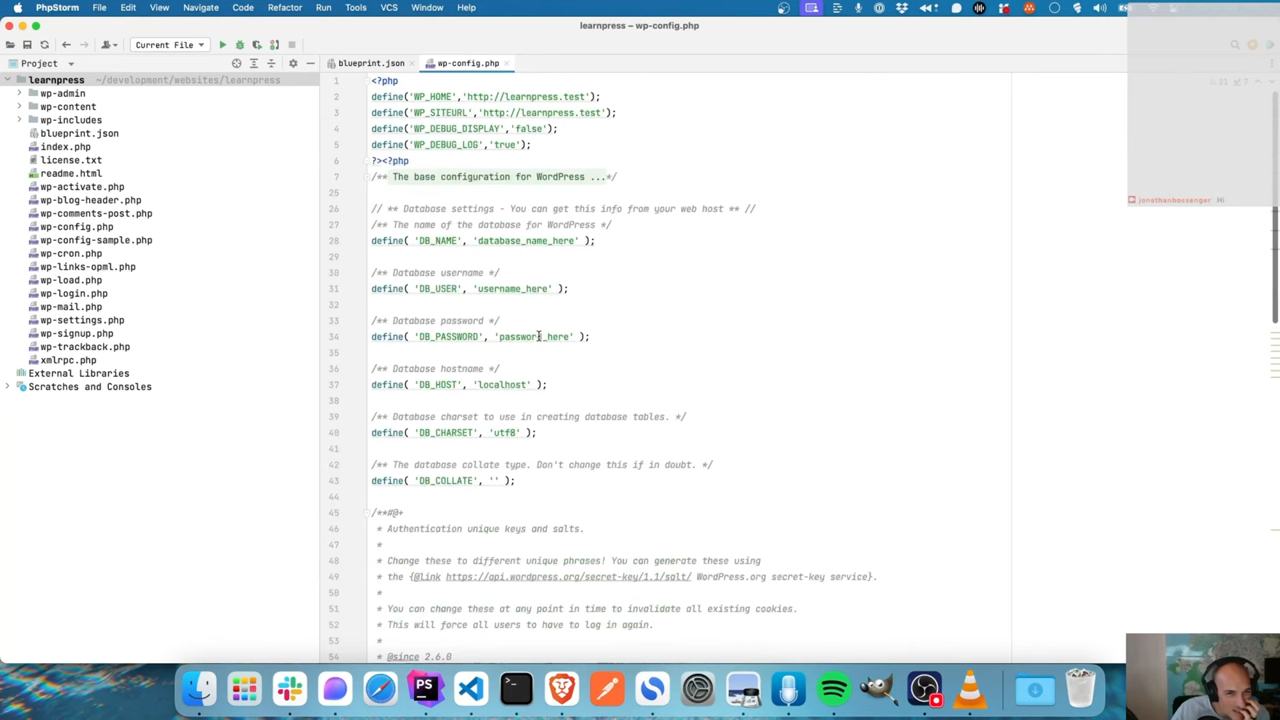 PhpStorm File Edit View Navigate Code Refactor Run Tools VCS Window Help
learnpress – wp-config.php
Current File
Project
blueprint.json
wp-config.php
learnpress ~/development/websites/learnpress
wp-admin
wp-content
wp-includes
blueprint.json
index.php
license.txt
readme.html
wp-activate.php
wp-blog-header.php
wp-comments-post.php
wp-config.php
wp-config-sample.php
wp-cron.php
wp-links-opml.php
wp-load.php
wp-login.php
wp-mail.php
wp-settings.php
wp-signup.php
wp-trackback.php
xmlrpc.php
External Libraries
Scratches and Consoles
1 <?php
2 define('WP_HOME','http://learnpress.test');
3 define('WP_SITEURL','http://learnpress.test');
4 define('WP_DEBUG_DISPLAY','false');
5 define('WP_DEBUG_LOG','true');
6 ?><?php
7 /** The base configuration for WordPress ...*/
25
26 // ** Database settings - You can get this info from your web host ** //
27 /** The name of the database for WordPress */
28 define( 'DB_NAME', 'database_name_here' );
29
30 /** Database username */
31 define( 'DB_USER', 'username_here' );
32
33 /** Database password */
34 define( 'DB_PASSWORD', 'password_here' );
35
36 /** Database hostname */
37 define( 'DB_HOST', 'localhost' );
38
39 /** Database charset to use in creating database tables. */
40 define( 'DB_CHARSET', 'utf8' );
41
42 /** The database collate type. Don't change this if in doubt. */
43 define( 'DB_COLLATE', '' );
44
45 /**#@+
46 * Authentication unique keys and salts.
47 *
48 * Change these to different unique phrases! You can generate these using
49 * the {@link https://api.wordpress.org/secret-key/1.1/salt/ WordPress.org secret-key service}.
50 *
51 * You can change these at any point in time to invalidate all existing cookies.
52 * This will force all users to have to log in again.
53 *
54 * @since 2.6.0
jonathanbossenger Hi
PS